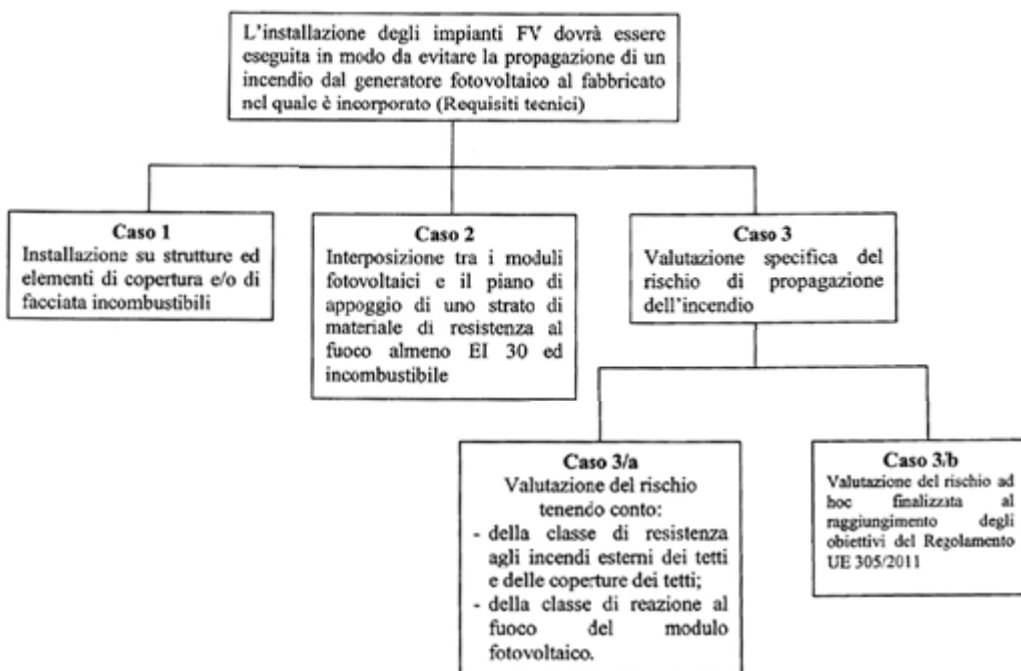 L'installazione degli impianti FV dovrà essere
eseguita in modo da evitare la propagazione di un
incendio dal generatore fotovoltaico al fabbricato
nel quale è incorporato (Requisiti tecnici)
Caso 1
Installazione su strutture ed
elementi di copertura e/o di
facciata incombustibili
Caso 2
Interposizione tra i moduli
fotovoltaici e il piano di
appoggio di uno strato di
materiale di resistenza al
fuoco almeno EI 30 ed
incombustibile
Caso 3
Valutazione specifica del
rischio di propagazione
dell'incendio
Caso 3/a
Valutazione del rischio
tenendo conto:
- della classe di resistenza
agli incendi esterni dei tetti
e delle coperture dei tetti;
- della classe di reazione al
fuoco del modulo
fotovoltaico.
Caso 3/b
Valutazione del rischio ad
hoc finalizzata al
raggiungimento degli
obiettivi del Regolamento
UE 305/2011